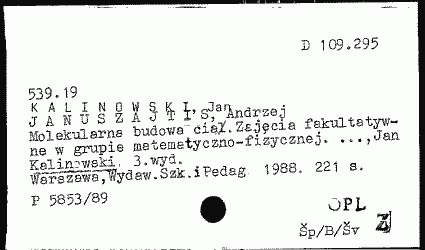 D 109.295
539.19
KALINOWSKI, Jan
JANUSZAJTIS, Andrzej
Molekularna budowa ciał. Zajęcia fakultatyw-
ne w grupie matematyczno-fizycznej. ...,Jan
Kalinowski. 3.wyd.
Warszawa,Wydaw.Szk.iPedag 1988. 221 s.
P 5853/89
OPL
Šp/B/Šv